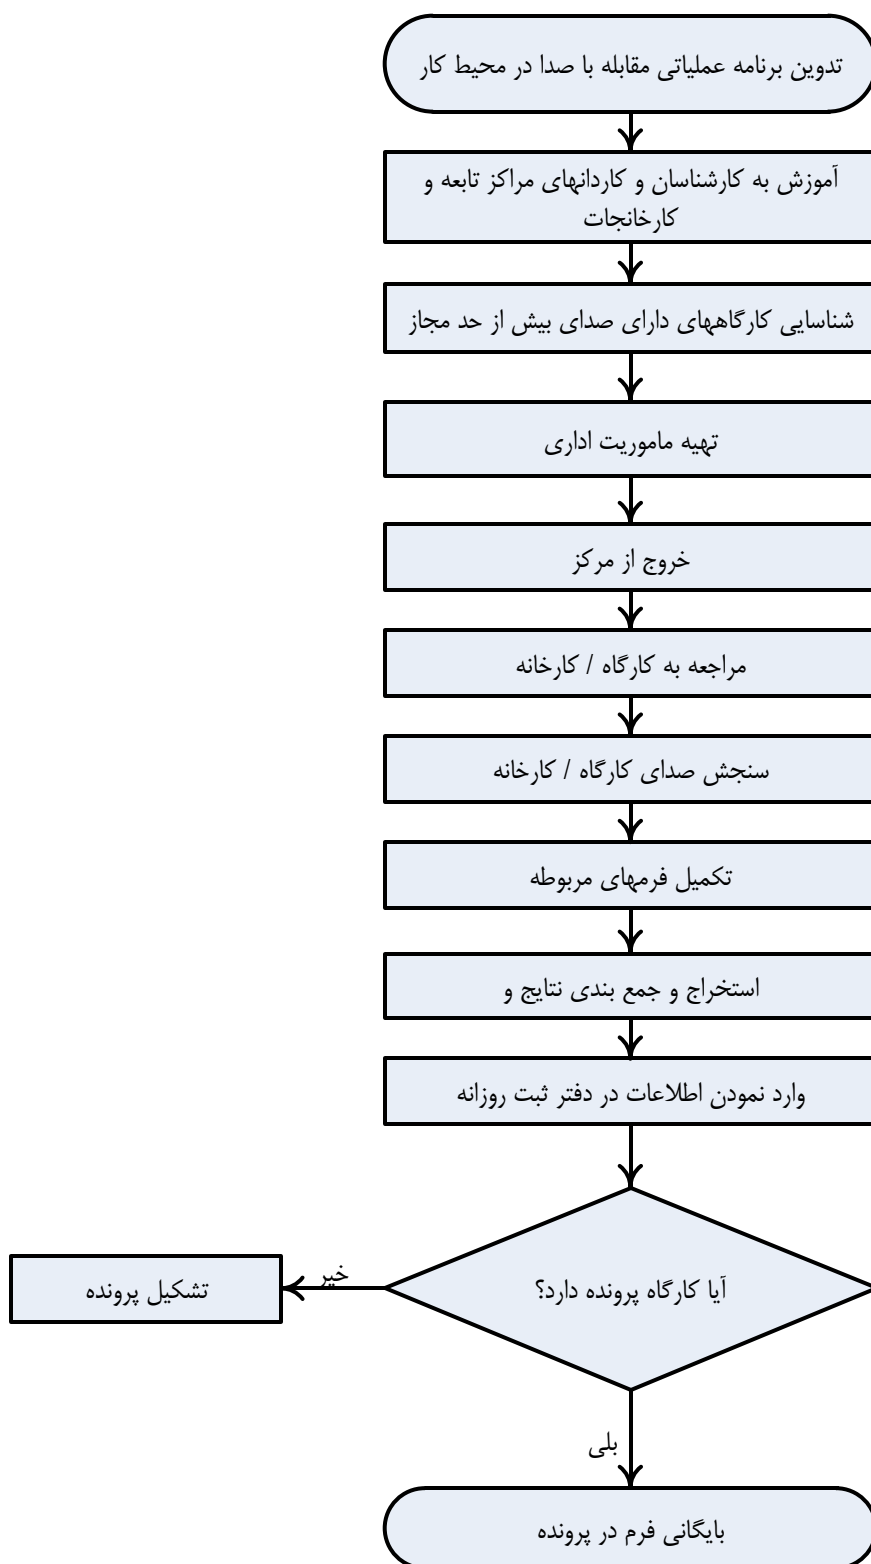 تدوین برنامه عملیاتی مقابله با صدا در محیط کار
آموزش به کارشناسان و کاردانهای مراکز تابعه و
کارخانجات
شناسایی کارگاههای دارای صدای بیش از حد مجاز
تهیه ماموریت اداری
خروج از مرکز
مراجعه به کارگاه / کارخانه
سنجش صدای کارگاه / کارخانه
تکمیل فرمهای مربوطه
استخراج و جمع بندی نتایج و
وارد نمودن اطلاعات در دفتر ثبت روزانه
آیا کارگاه پرونده دارد؟
خیر
تشکیل پرونده
بلی
بایگانی فرم در پرونده